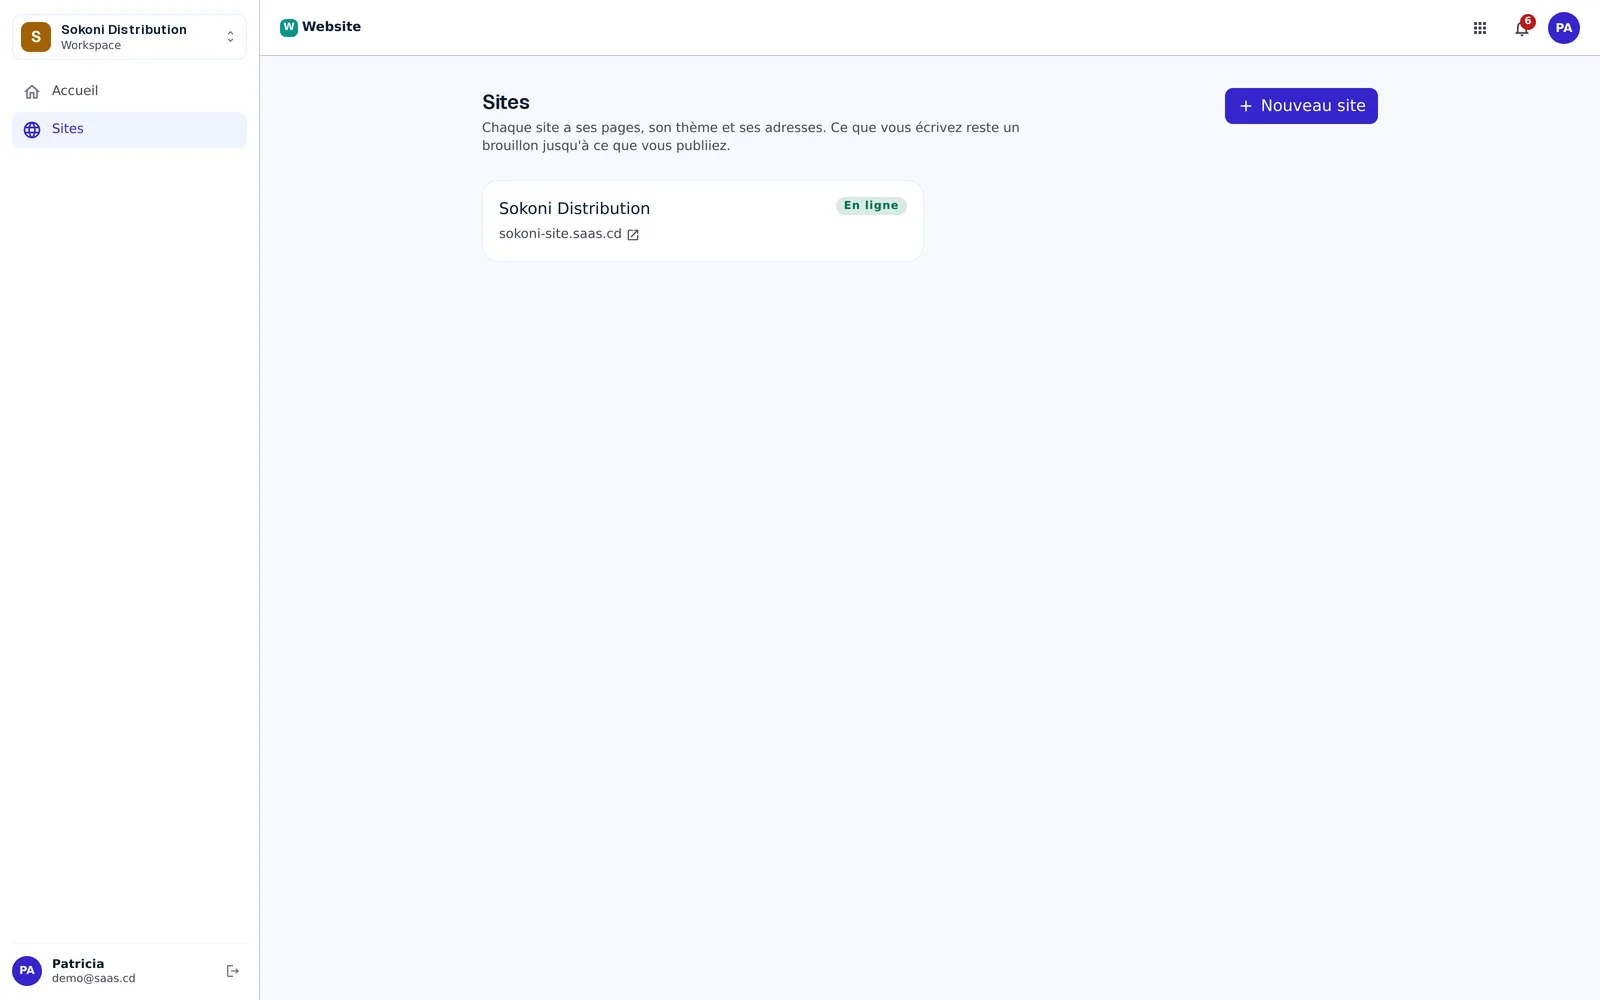 S
Sokoni Distribution
Workspace
Accueil
Sites
W Website
6
PA
Sites
Chaque site a ses pages, son thème et ses adresses. Ce que vous écrivez reste un
brouillon jusqu'à ce que vous publiiez.
+ Nouveau site
Sokoni Distribution
En ligne
sokoni-site.saas.cd
PA
Patricia
demo@saas.cd